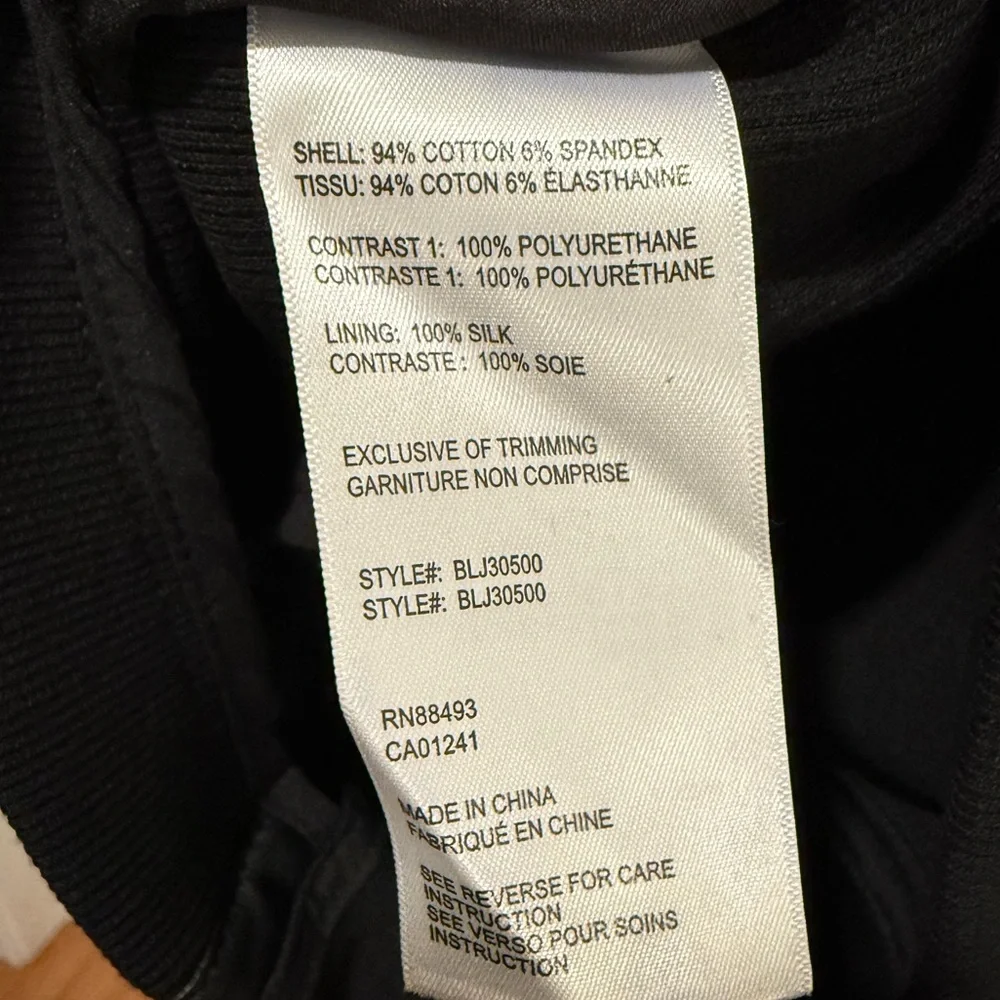 SHELL: 94% COTTON 6% SPANDEX
TISSU: 94% COTON 6% ÉLASTHANNE
CONTRAST 1: 100% POLYURETHANE
CONTRASTE 1: 100% POLYURÉTHANE
LINING: 100% SILK
CONTRASTE : 100% SOIE
EXCLUSIVE OF TRIMMING
GARNITURE NON COMPRISE
STYLE#: BLJ30500
STYLE#: BLJ30500
RN88493
CA01241
MADE IN CHINA
FABRIQUÉ EN CHINE
SEE REVERSE FOR CARE
INSTRUCTION
SEE VERSO POUR SOINS
INSTRUCTION